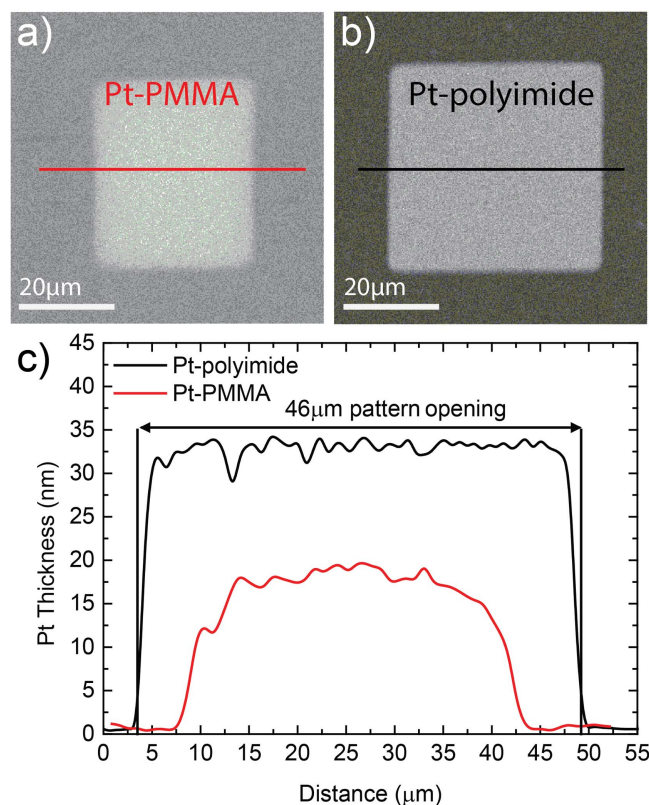 a)
Pt-PMMA
20μm
b)
Pt-polyimide
20μm
c)
Pt-polyimide
Pt-PMMA
46μm pattern opening
Pt Thickness (nm)
45
40
35
30
25
20
15
10
5
0
0 5 10 15 20 25 30 35 40 45 50 55
Distance (μm)